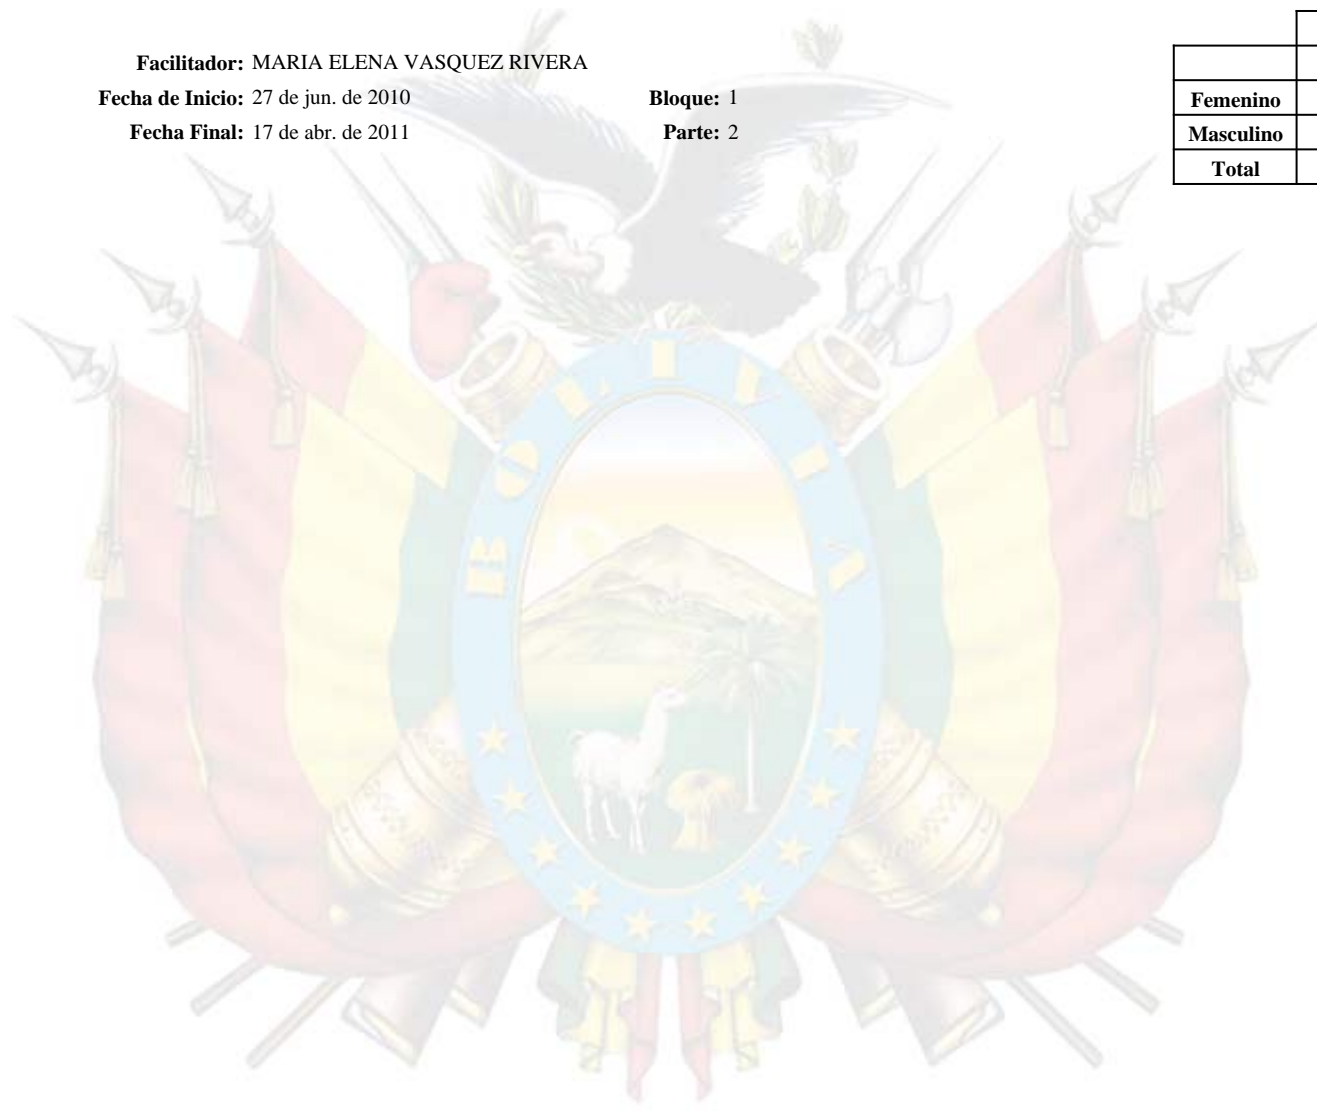 Facilitador: MARIA ELENA VASQUEZ RIVERA
Fecha de Inicio: 27 de jun. de 2010 Bloque: 1
Fecha Final: 17 de abr. de 2011 Parte: 2
Femenino
Masculino
Total
BOLIVIA